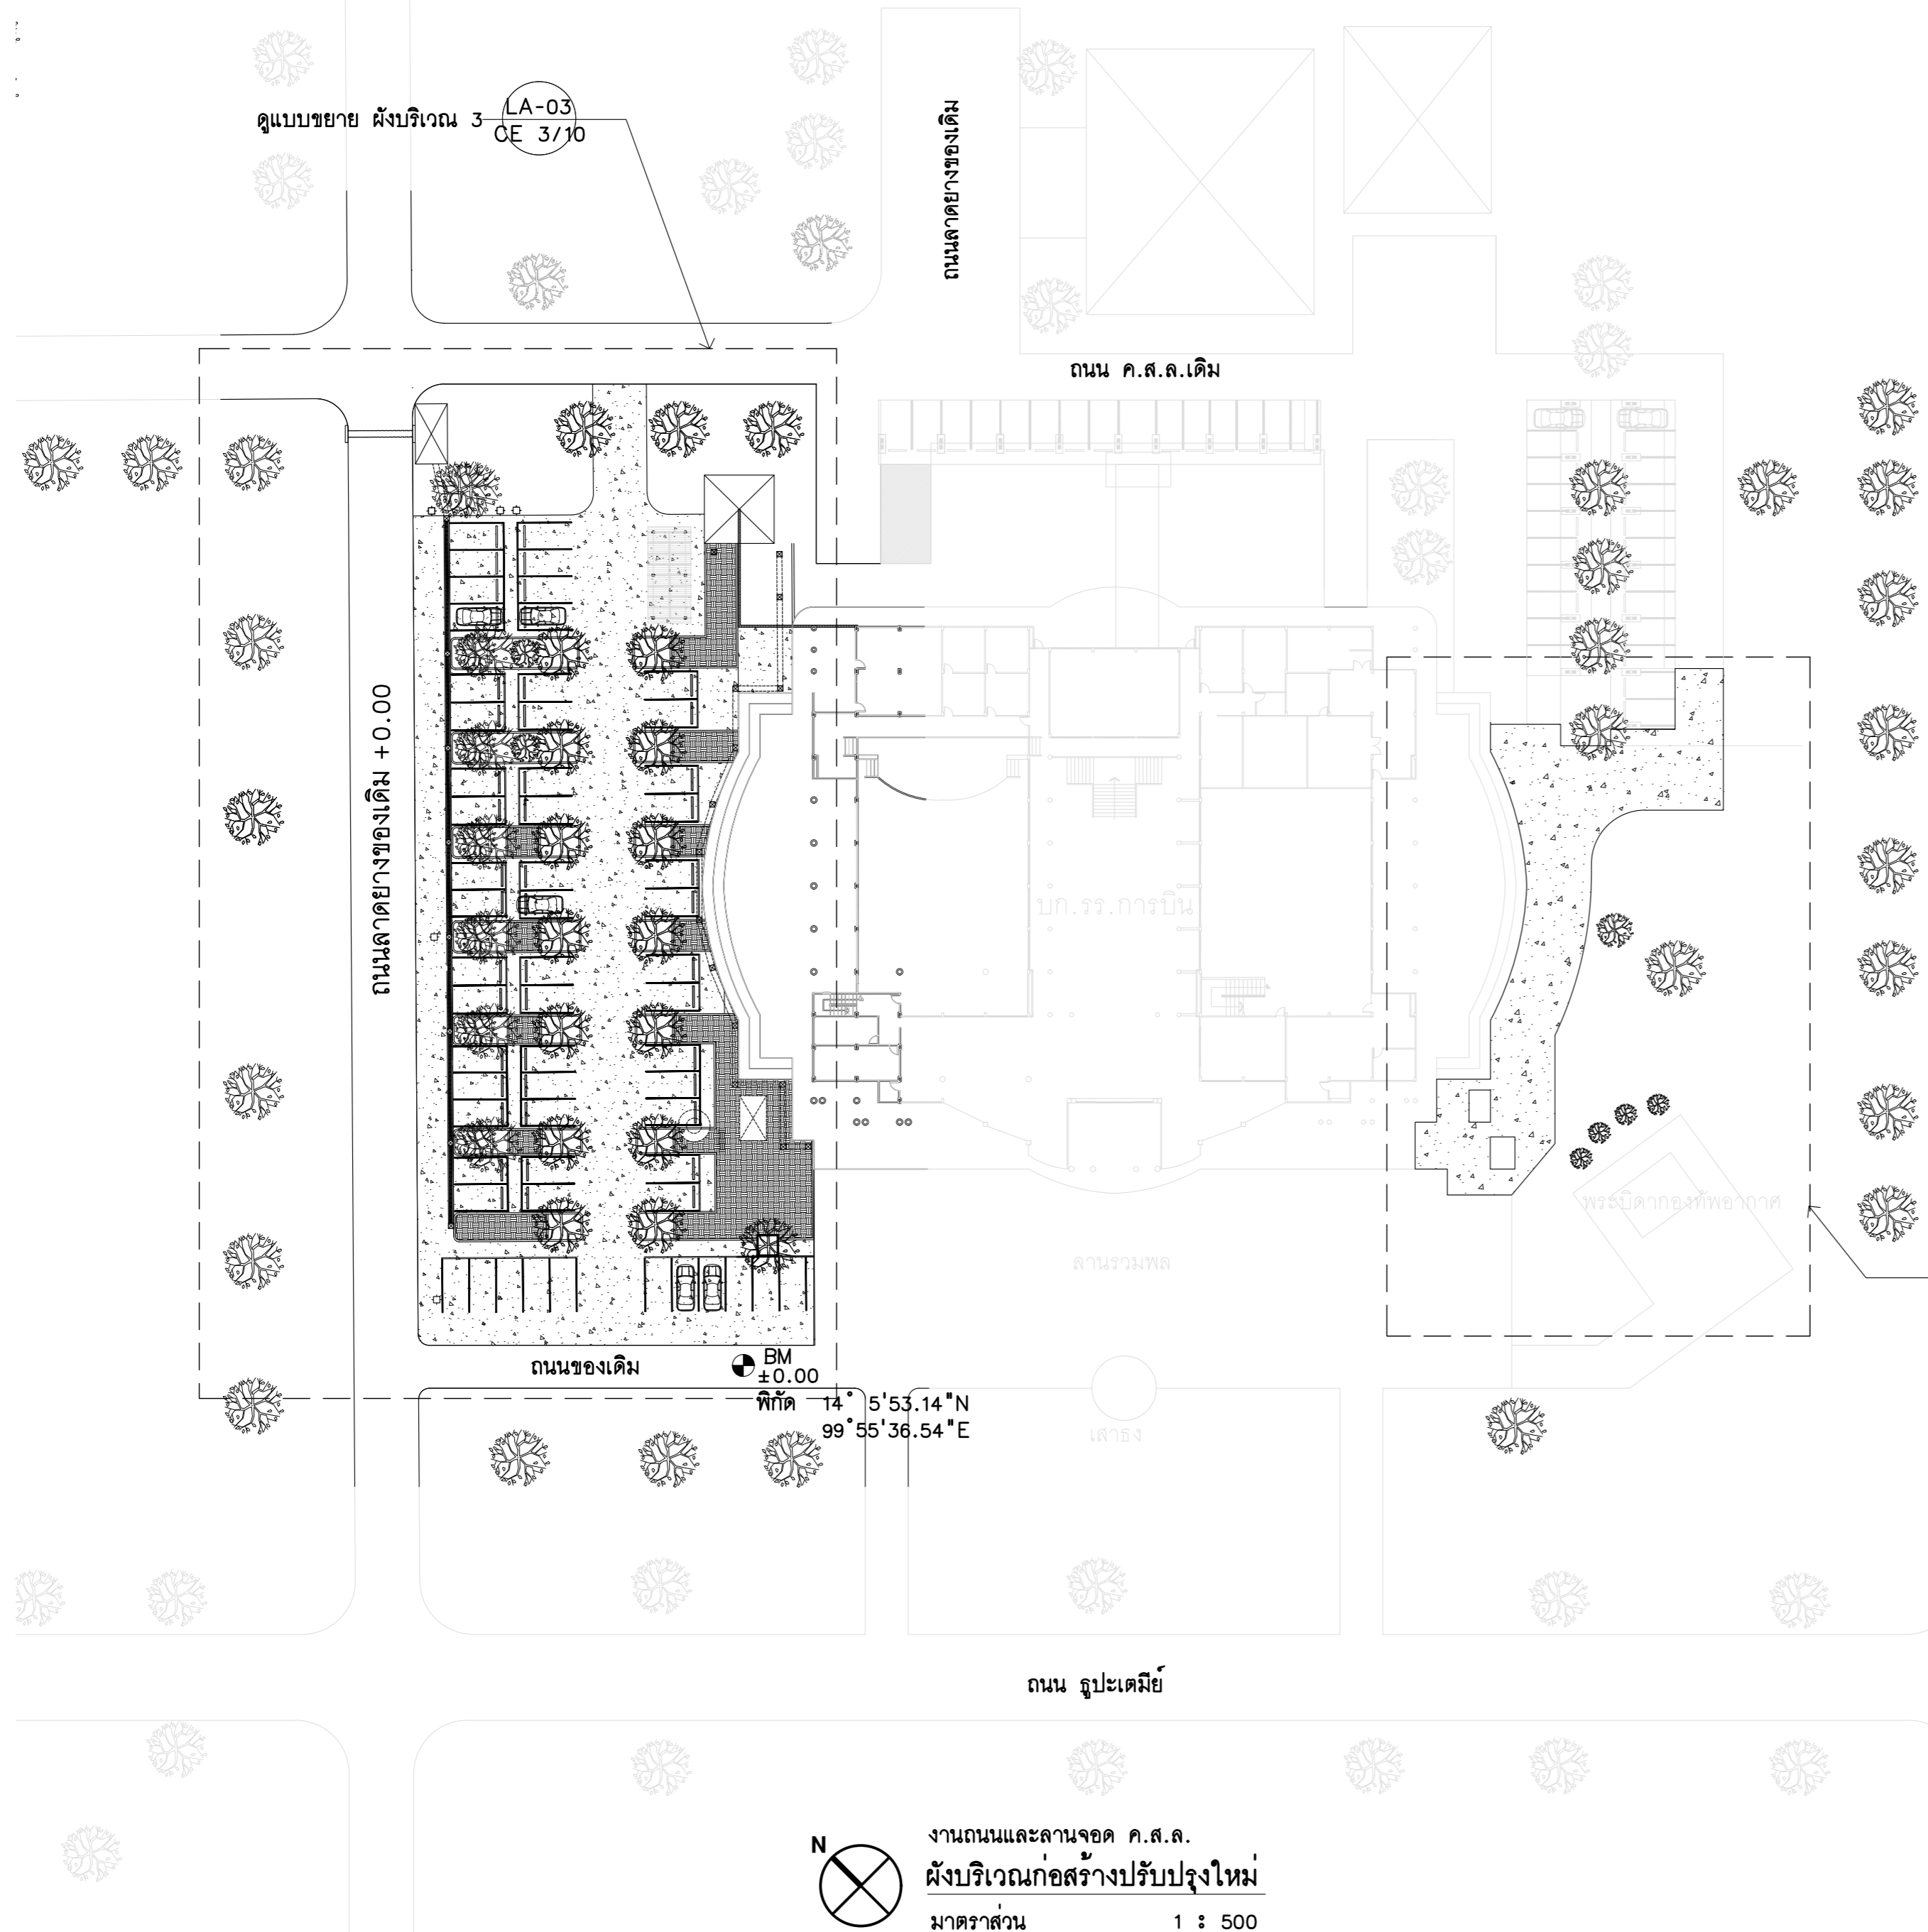 ดูแบบขยาย ผังบริเวณ 3
LA-03
CE 3/10
ถนนลาดยางของเดิม
ถนน ค.ส.ล.เดิม
ถนนลาดยางของเดิม +0.00
บก.รร.การบิน
พระบิดากองทัพอากาศ
ลานรวมพล
ถนนของเดิม
BM
±0.00
พิกัด 14° 5'53.14"N
99°55'36.54"E
เสาธง
ถนน ธูปะเตมีย์
N
งานถนนและลานจอด ค.ส.ล.
ผังบริเวณก่อสร้างปรับปรุงใหม่
มาตราส่วน 1 : 500